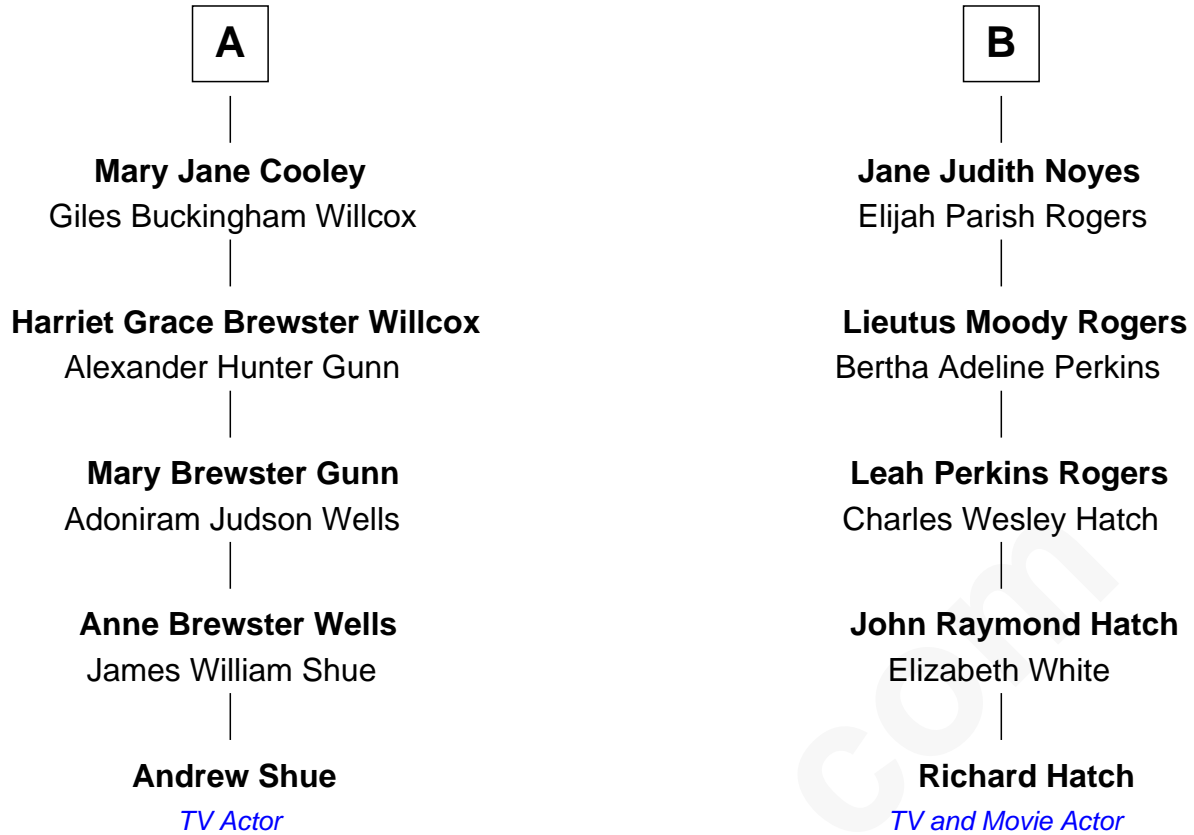 A
Mary Jane Cooley
Giles Buckingham Willcox
Harriet Grace Brewster Willcox
Alexander Hunter Gunn
Mary Brewster Gunn
Adoniram Judson Wells
Anne Brewster Wells
James William Shue
Andrew Shue
TV Actor
B
Jane Judith Noyes
Elijah Parish Rogers
Lieutus Moody Rogers
Bertha Adeline Perkins
Leah Perkins Rogers
Charles Wesley Hatch
John Raymond Hatch
Elizabeth White
Richard Hatch
TV and Movie Actor
com